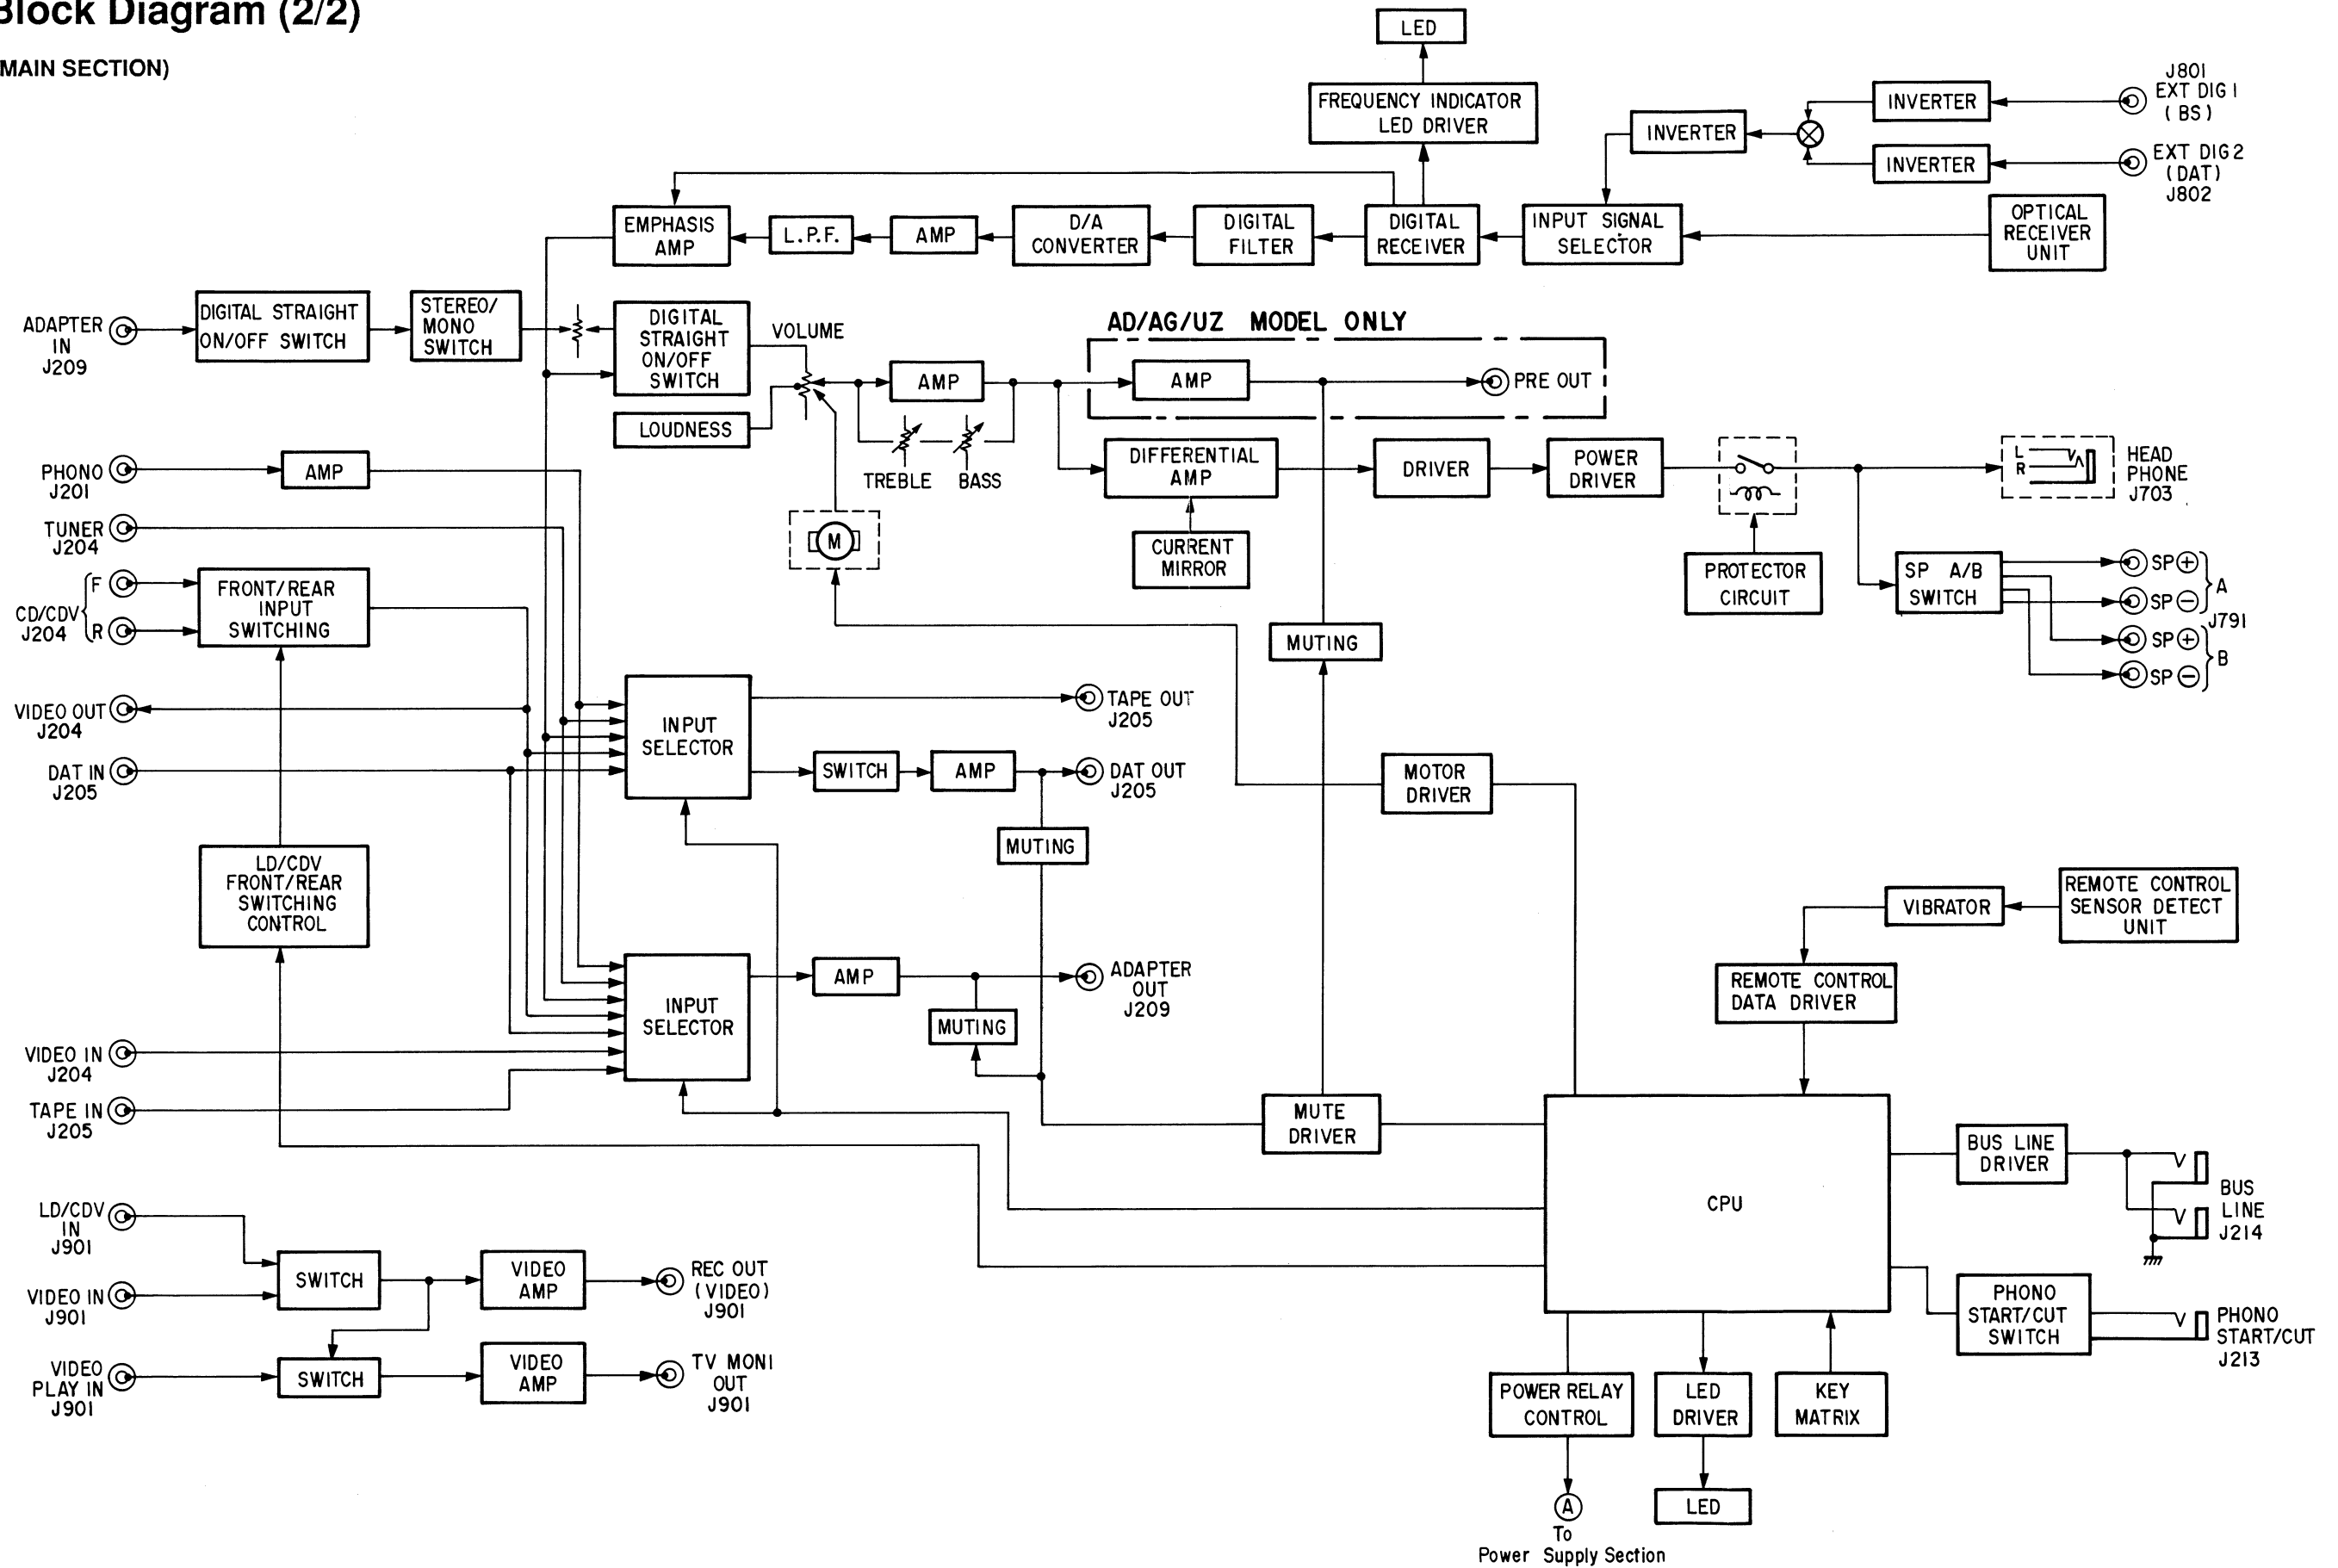 Block Diagram (2/2)
(MAIN SECTION)
LED
FREQUENCY INDICATOR
LED DRIVER
INVERTER
INVERTER
INVERTER
J801
EXT DIG 1
(BS)
EXT DIG 2
(DAT)
J802
EMPHASIS
AMP
L.P.F.
AMP
D/A
CONVERTER
DIGITAL
FILTER
DIGITAL
RECEIVER
INPUT SIGNAL
SELECTOR
OPTICAL
RECEIVER
UNIT
ADAPTER
IN
J209
DIGITAL STRAIGHT
ON/OFF SWITCH
STEREO/
MONO
SWITCH
DIGITAL
STRAIGHT
ON/OFF
SWITCH
LOUDNESS
VOLUME
AMP
TREBLE
BASS
AD/AG/UZ MODEL ONLY
AMP
PRE OUT
DIFFERENTIAL
AMP
CURRENT
MIRROR
DRIVER
POWER
DRIVER
PROTECTOR
CIRCUIT
L
R
HEAD
PHONE
J703
SP A/B
SWITCH
SP +
SP −
A
J791
SP +
SP −
B
PHONO
J201
AMP
TUNER
J204
CD/CDV
J204
F
R
FRONT/REAR
INPUT
SWITCHING
M
MUTING
VIDEO OUT
J204
DAT IN
J205
INPUT
SELECTOR
TAPE OUT
J205
SWITCH
AMP
DAT OUT
J205
MUTING
MOTOR
DRIVER
LD/CDV
FRONT/REAR
SWITCHING
CONTROL
VIBRATOR
REMOTE CONTROL
SENSOR DETECT
UNIT
REMOTE CONTROL
DATA DRIVER
INPUT
SELECTOR
AMP
ADAPTER
OUT
J209
MUTING
VIDEO IN
J204
TAPE IN
J205
MUTE
DRIVER
CPU
BUS LINE
DRIVER
BUS
LINE
J214
PHONO
START/CUT
SWITCH
PHONO
START/CUT
J213
LD/CDV
IN
J901
VIDEO IN
J901
SWITCH
VIDEO
AMP
REC OUT
(VIDEO)
J901
VIDEO
PLAY IN
J901
SWITCH
VIDEO
AMP
TV MONI
OUT
J901
POWER RELAY
CONTROL
LED
DRIVER
KEY
MATRIX
A
To
Power Supply Section
LED